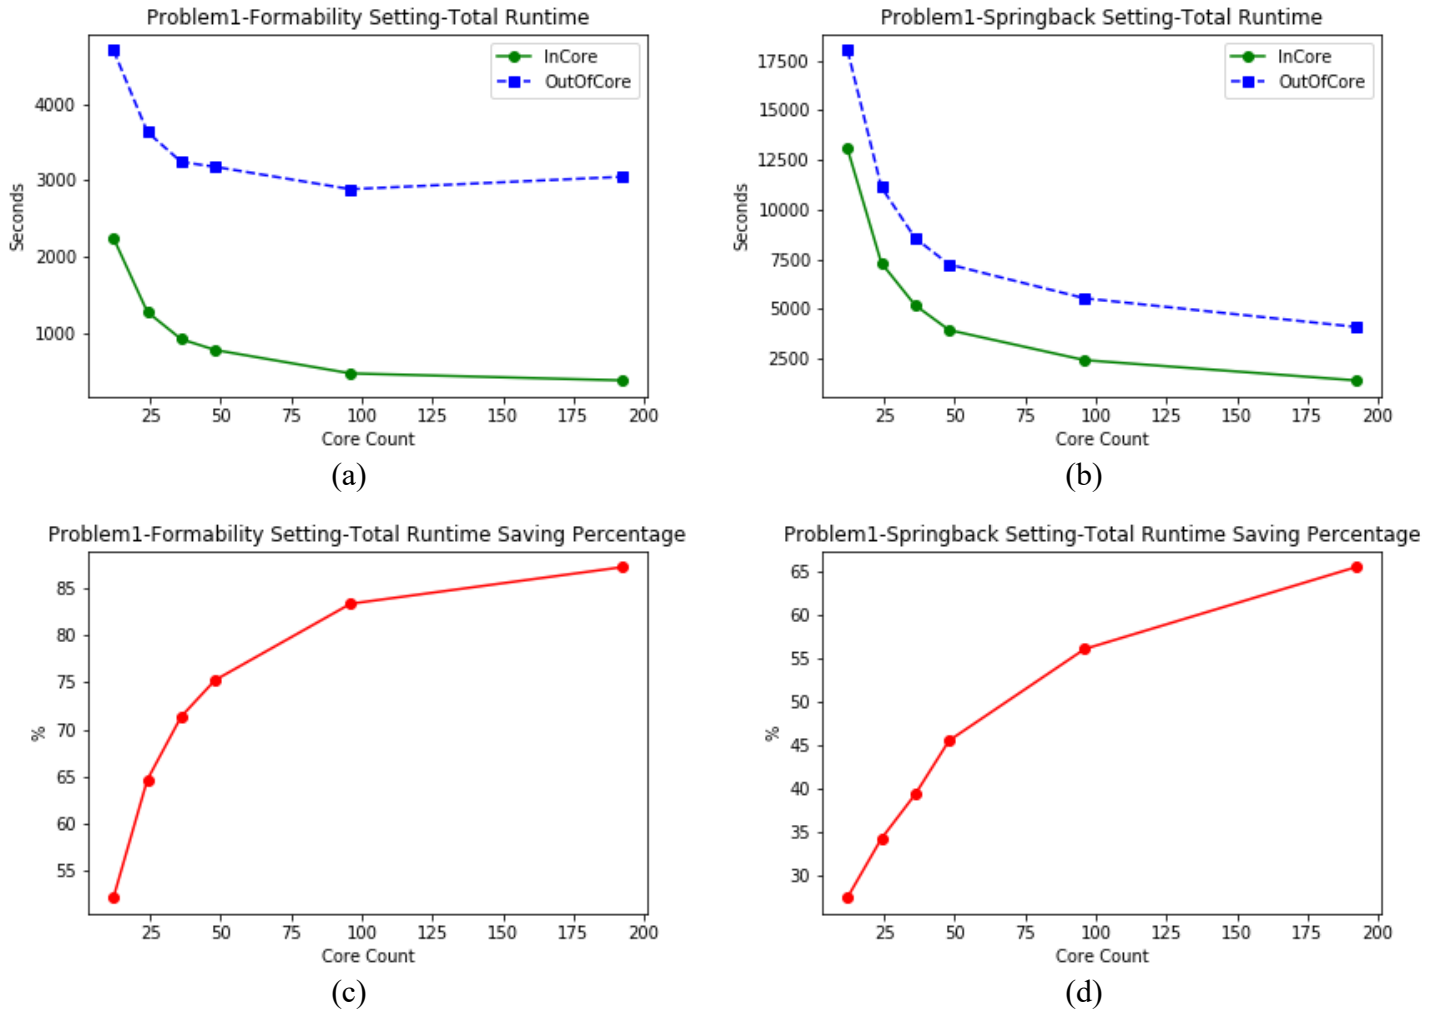 Problem1-Formability Setting-Total Runtime
InCore
OutOfCore
4000
3000
2000
1000
Seconds
25 50 75 100 125 150 175 200
Core Count
(a)
Problem1-Springback Setting-Total Runtime
InCore
OutOfCore
17500
15000
12500
10000
7500
5000
2500
Seconds
25 50 75 100 125 150 175 200
Core Count
(b)
Problem1-Formability Setting-Total Runtime Saving Percentage
85
80
75
70
65
60
55
%
25 50 75 100 125 150 175 200
Core Count
(c)
Problem1-Springback Setting-Total Runtime Saving Percentage
65
60
55
50
45
40
35
30
%
25 50 75 100 125 150 175 200
Core Count
(d)